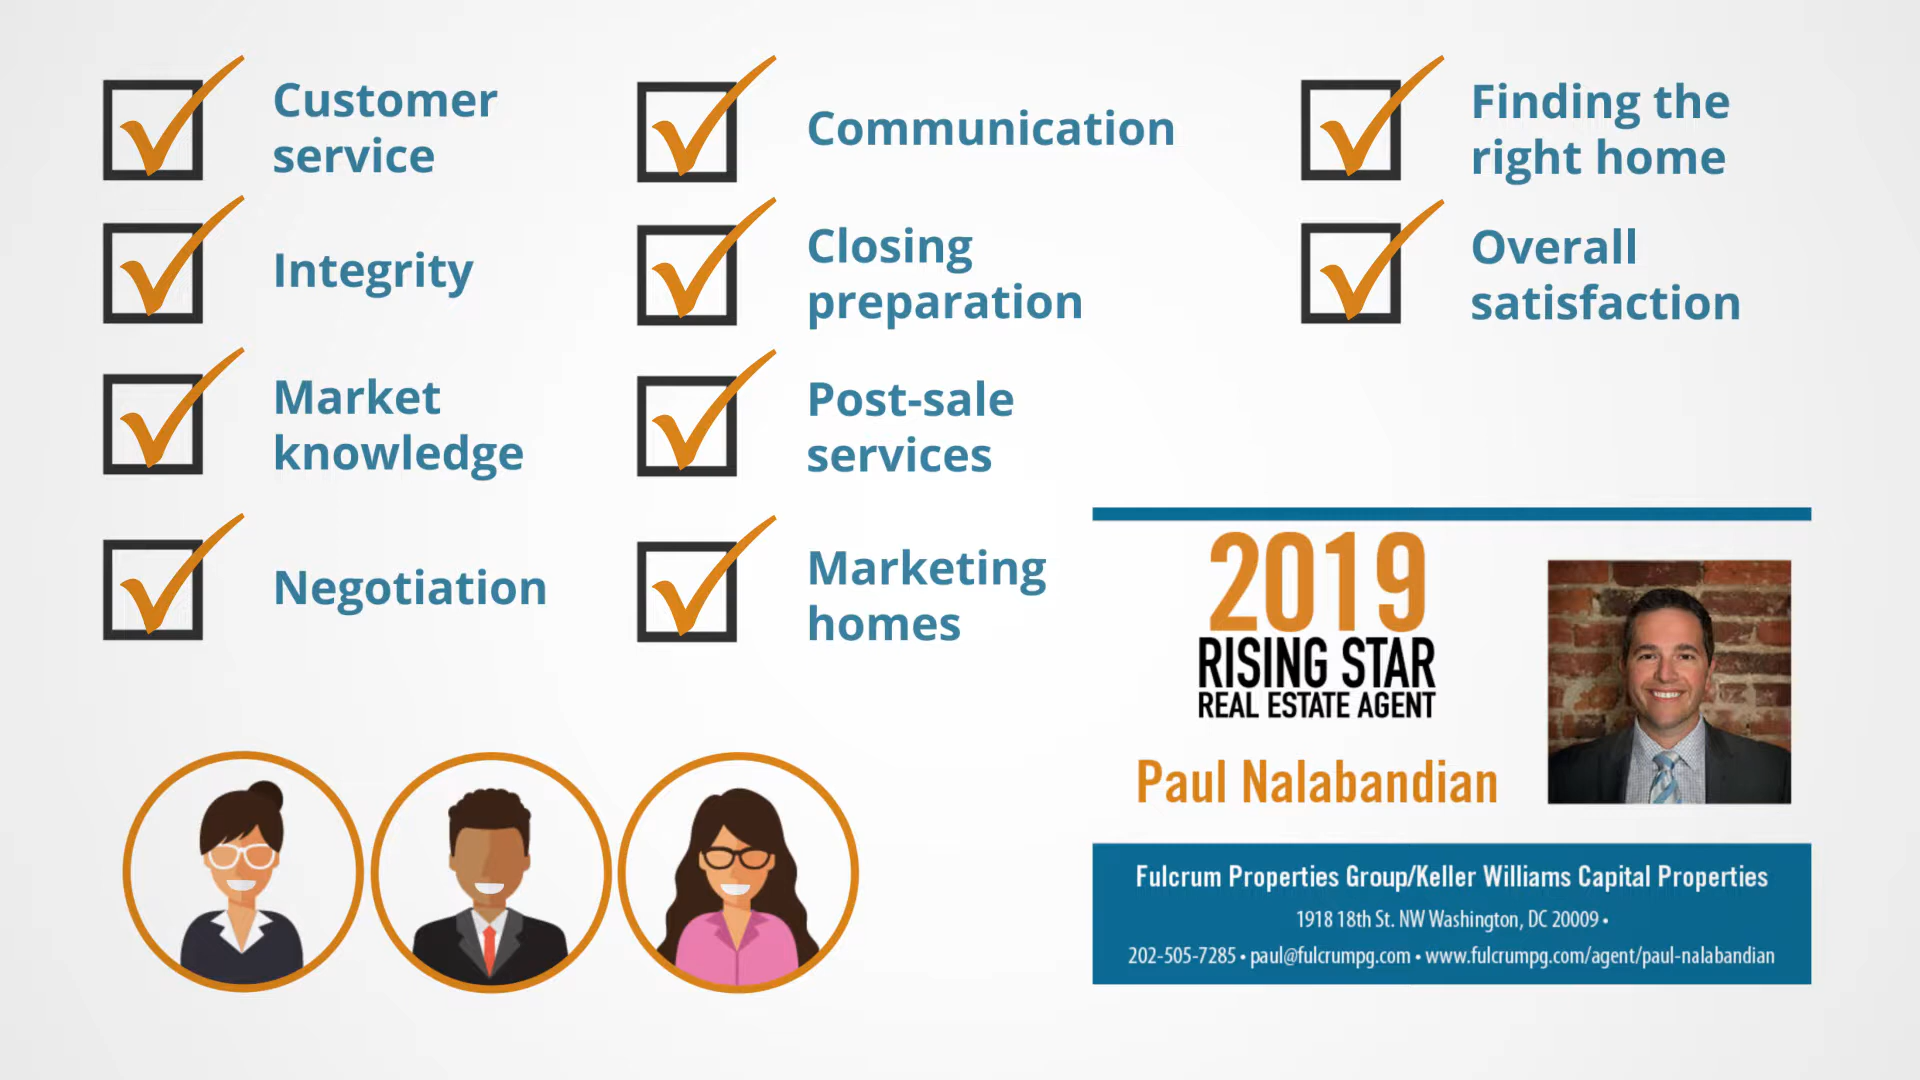 Customer
service
Integrity
Market
knowledge
Negotiation
Communication
Closing
preparation
Post-sale
services
Marketing
homes
Finding the
right home
Overall
satisfaction
2019
RISING STAR
REAL ESTATE AGENT
Paul Nalabandian
Fulcrum Properties Group/Keller Williams Capital Properties
1918 18th St. NW Washington, DC 20009 •
202-505-7285 • paul@fulcrumpg.com • www.fulcrumpg.com/agent/paul-nalabandian